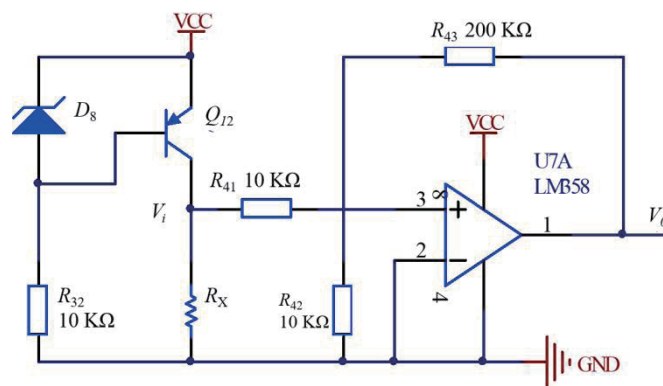 VCC
R43 200 KΩ
D8
Q12
VCC
U7A
LM358
R41 10 KΩ
8
3
+
1
Vi
2
−
4
R32
10 KΩ
RX
R42
10 KΩ
GND